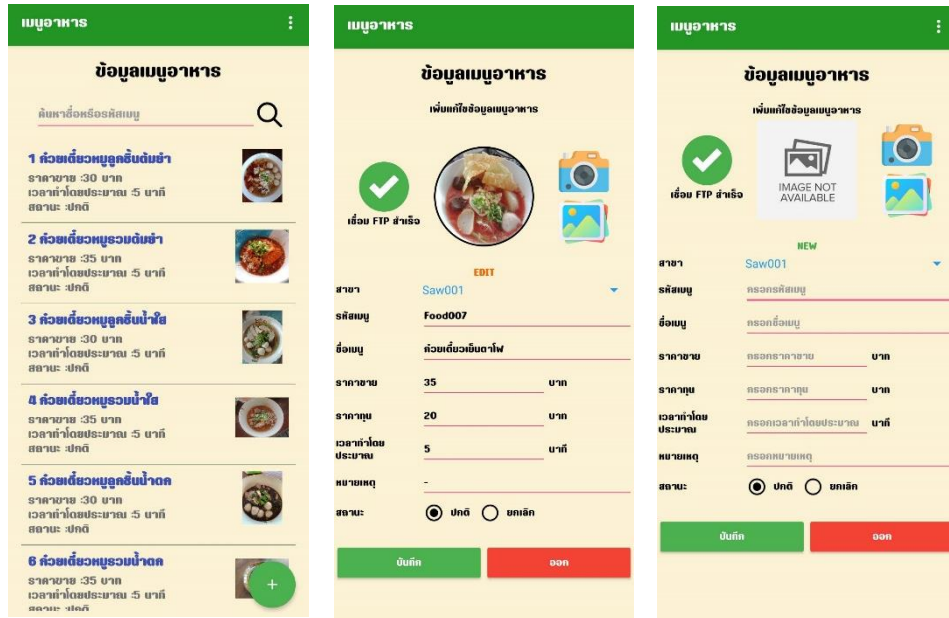 เมนูอาหาร
ข้อมูลเมนูอาหาร
ค้นหาชื่อหรือรหัสเมนู
1 ก๋วยเตี๋ยวหมูลูกชิ้นต้มยำ
ราคาขาย :30 บาท
เวลาทำโดยประมาณ :5 นาที
สถานะ :ปกติ
2 ก๋วยเตี๋ยวหมูรวมต้มยำ
ราคาขาย :35 บาท
เวลาทำโดยประมาณ :5 นาที
สถานะ :ปกติ
3 ก๋วยเตี๋ยวหมูลูกชิ้นน้ำใส
ราคาขาย :30 บาท
เวลาทำโดยประมาณ :5 นาที
สถานะ :ปกติ
4 ก๋วยเตี๋ยวหมูรวมน้ำใส
ราคาขาย :35 บาท
เวลาทำโดยประมาณ :5 นาที
สถานะ :ปกติ
5 ก๋วยเตี๋ยวหมูลูกชิ้นน้ำตก
ราคาขาย :30 บาท
เวลาทำโดยประมาณ :5 นาที
สถานะ :ปกติ
6 ก๋วยเตี๋ยวหมูรวมน้ำตก
ราคาขาย :35 บาท
เวลาทำโดยประมาณ :5 นาที
สถานะ :ปกติ
+
เมนูอาหาร
ข้อมูลเมนูอาหาร
เพิ่มแก้ไขข้อมูลเมนูอาหาร
เชื่อม FTP สำเร็จ
EDIT
สาขา Saw001
รหัสเมนู Food007
ชื่อเมนู ก๋วยเตี๋ยวเย็นตาโฟ
ราคาขาย 35 บาท
ราคาทุน 20 บาท
เวลาทำโดย
ประมาณ 5 นาที
หมายเหตุ -
สถานะ: ปกติ ยกเลิก
บันทึก ออก
เมนูอาหาร
ข้อมูลเมนูอาหาร
เพิ่มแก้ไขข้อมูลเมนูอาหาร
IMAGE NOT
AVAILABLE
เชื่อม FTP สำเร็จ
NEW
สาขา Saw001
รหัสเมนู กรอกรหัสเมนู
ชื่อเมนู กรอกชื่อเมนู
ราคาขาย กรอกราคาขาย บาท
ราคาทุน กรอกราคาทุน บาท
เวลาทำโดย
ประมาณ กรอกเวลาทำโดยประมาณ นาที
หมายเหตุ กรอกหมายเหตุ
สถานะ: ปกติ ยกเลิก
บันทึก ออก